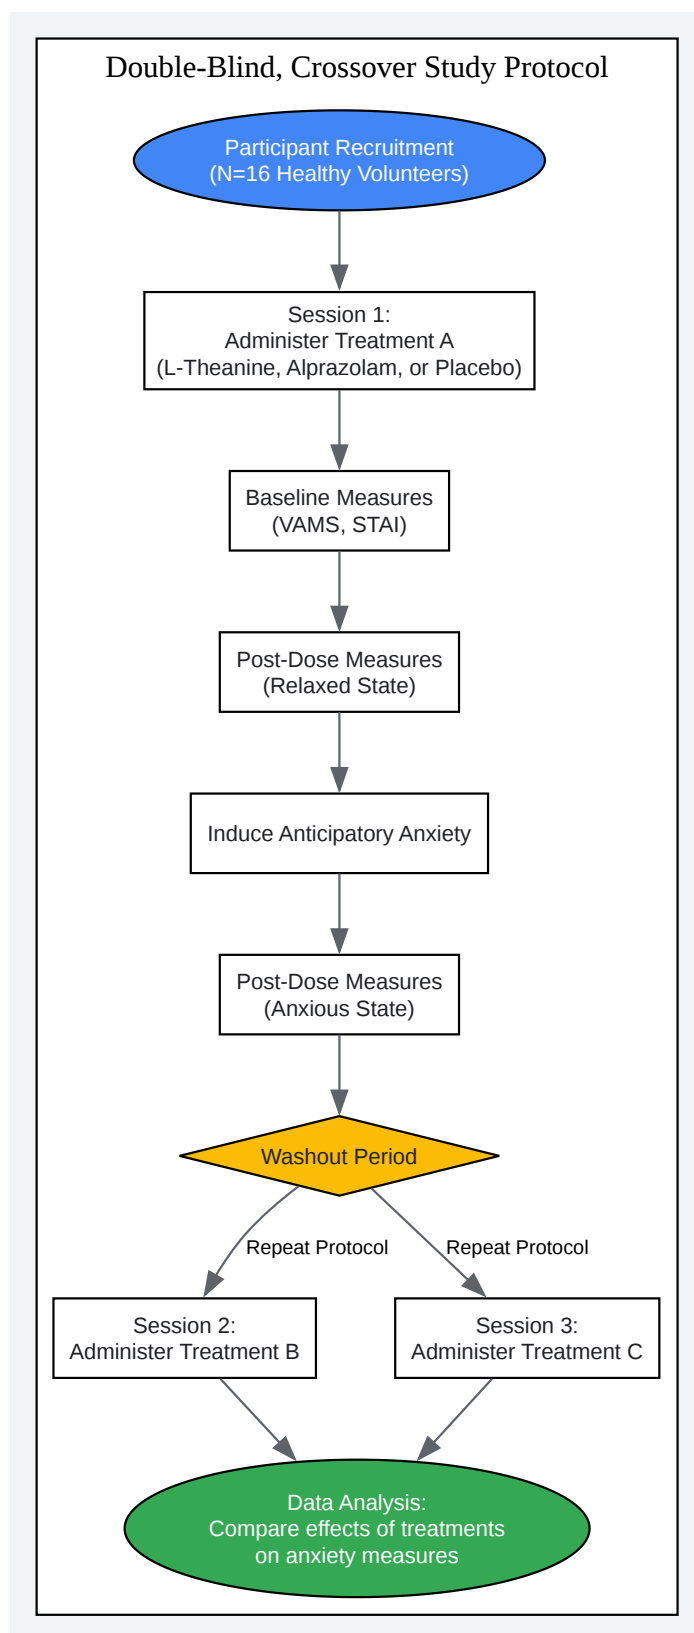 Double-Blind, Crossover Study Protocol
Participant Recruitment
(N=16 Healthy Volunteers)
Session 1:
Administer Treatment A
(L-Theanine, Alprazolam, or Placebo)
Baseline Measures
(VAMS, STAI)
Post-Dose Measures
(Relaxed State)
Induce Anticipatory Anxiety
Post-Dose Measures
(Anxious State)
Washout Period
Repeat Protocol
Repeat Protocol
Session 2:
Administer Treatment B
Session 3:
Administer Treatment C
Data Analysis:
Compare effects of treatments
on anxiety measures